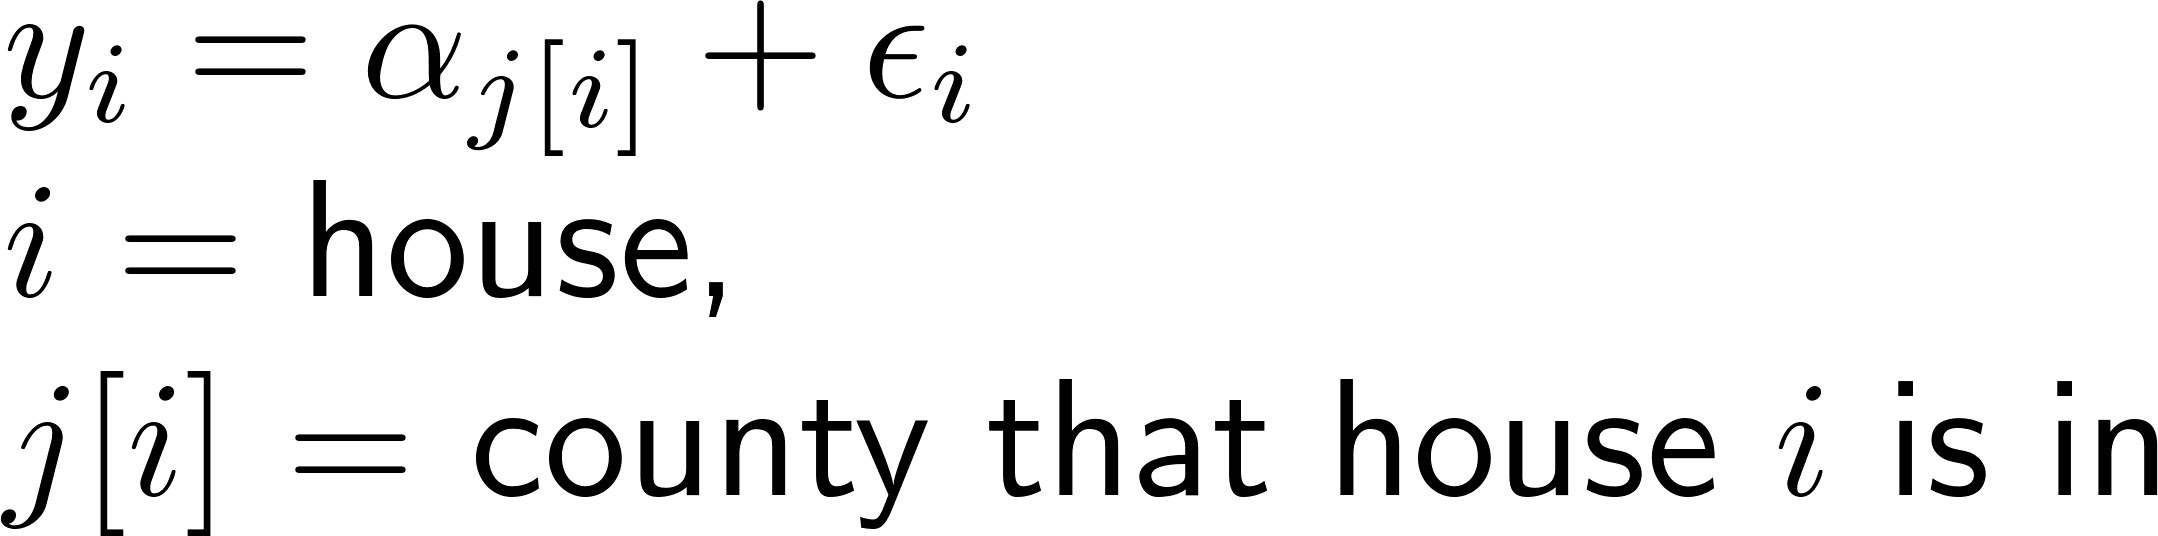 y_i = α_{j[i]} + ϵ_i
i = house,
j[i] = county that house i is in